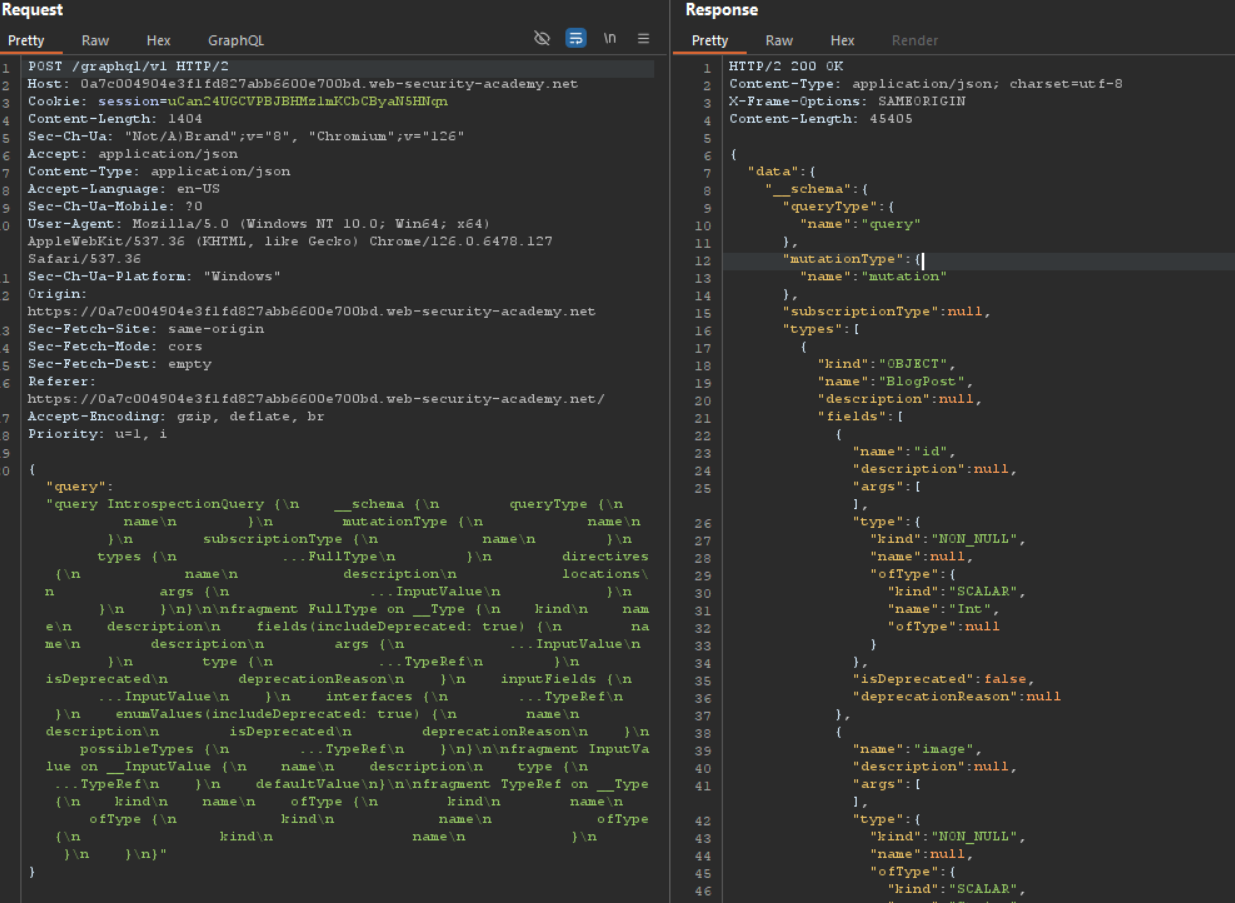 Request
Pretty Raw Hex GraphQL \n
1 POST /graphql/v1 HTTP/2
2 Host: 0a7c004904e3f1fd827abb6600e700bd.web-security-academy.net
3 Cookie: session=uCan24UGCVPBJBHMz1mKCbCByaN5HNqn
4 Content-Length: 1404
5 Sec-Ch-Ua: "Not/A)Brand";v="8", "Chromium";v="126"
6 Accept: application/json
7 Content-Type: application/json
8 Accept-Language: en-US
9 Sec-Ch-Ua-Mobile: ?0
0 User-Agent: Mozilla/5.0 (Windows NT 10.0; Win64; x64)
AppleWebKit/537.36 (KHTML, like Gecko) Chrome/126.0.6478.127
Safari/537.36
1 Sec-Ch-Ua-Platform: "Windows"
2 Origin:
https://0a7c004904e3f1fd827abb6600e700bd.web-security-academy.net
3 Sec-Fetch-Site: same-origin
4 Sec-Fetch-Mode: cors
5 Sec-Fetch-Dest: empty
6 Referer:
https://0a7c004904e3f1fd827abb6600e700bd.web-security-academy.net/
7 Accept-Encoding: gzip, deflate, br
8 Priority: u=1, i
9
0 {
"query":
"query IntrospectionQuery {\n __schema {\n queryType {\n
name\n }\n mutationType {\n name\n
}\n subscriptionType {\n name\n }\n
types {\n ...FullType\n }\n directives
{\n name\n description\n locations\
n args {\n ...InputValue\n }\n
}\n }\n}\n\nfragment FullType on __Type {\n kind\n nam
e\n description\n fields(includeDeprecated: true) {\n na
me\n description\n args {\n ...InputValue\n
}\n type {\n ...TypeRef\n }\n
isDeprecated\n deprecationReason\n }\n inputFields {\n
...InputValue\n }\n interfaces {\n ...TypeRef\n
}\n enumValues(includeDeprecated: true) {\n name\n
description\n isDeprecated\n deprecationReason\n }\n
possibleTypes {\n ...TypeRef\n }\n}\n\nfragment InputVa
lue on __InputValue {\n name\n description\n type {\n
...TypeRef\n }\n defaultValue\n}\n\nfragment TypeRef on __Type
{\n kind\n name\n ofType {\n kind\n name\n
ofType {\n kind\n name\n ofType
{\n kind\n name\n }\n
}\n }\n}"
}
Response
Pretty Raw Hex Render
1 HTTP/2 200 OK
2 Content-Type: application/json; charset=utf-8
3 X-Frame-Options: SAMEORIGIN
4 Content-Length: 45405
5
6 {
7 "data":{
8 "__schema":{
9 "queryType":{
10 "name":"query"
11 },
12 "mutationType":{
13 "name":"mutation"
14 },
15 "subscriptionType":null,
16 "types":[
17 {
18 "kind":"OBJECT",
19 "name":"BlogPost",
20 "description":null,
21 "fields":[
22 {
23 "name":"id",
24 "description":null,
25 "args":[
],
26 "type":{
27 "kind":"NON_NULL",
28 "name":null,
29 "ofType":{
30 "kind":"SCALAR",
31 "name":"Int",
32 "ofType":null
33 }
34 },
35 "isDeprecated":false,
36 "deprecationReason":null
37 },
38 {
39 "name":"image",
40 "description":null,
41 "args":[
],
42 "type":{
43 "kind":"NON_NULL",
44 "name":null,
45 "ofType":{
46 "kind":"SCALAR",